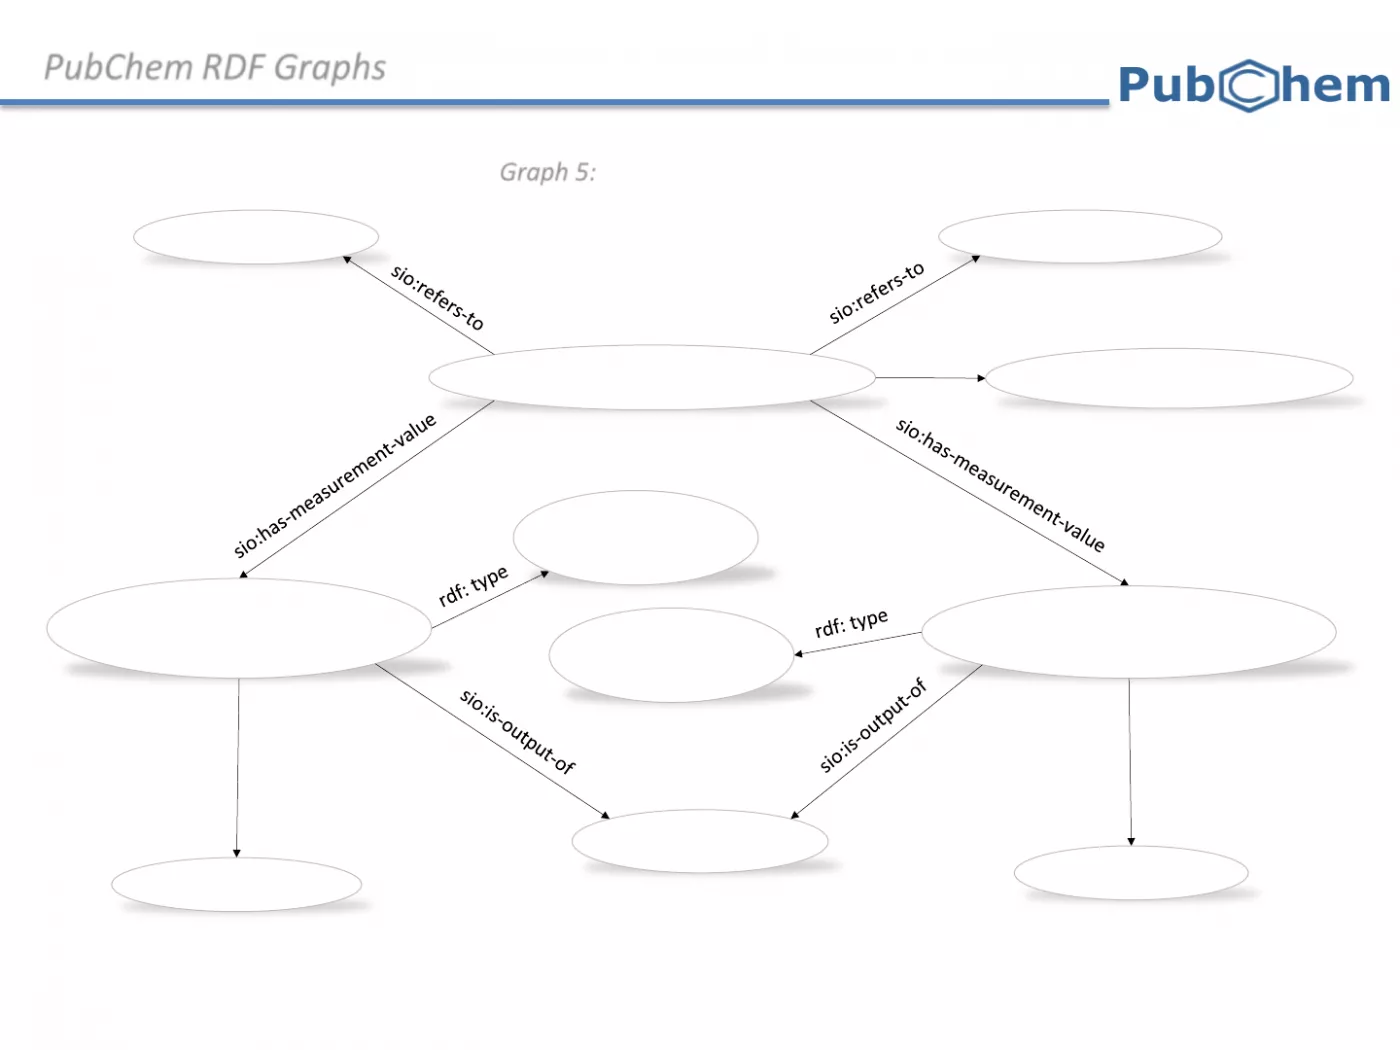 PubChem RDF Graphs
PubChem
Graph 5:
sio:refers-to
sio:refers-to
sio:has-measurement-value
sio:has-measurement-value
rdf: type
rdf: type
sio:is-output-of
sio:is-output-of